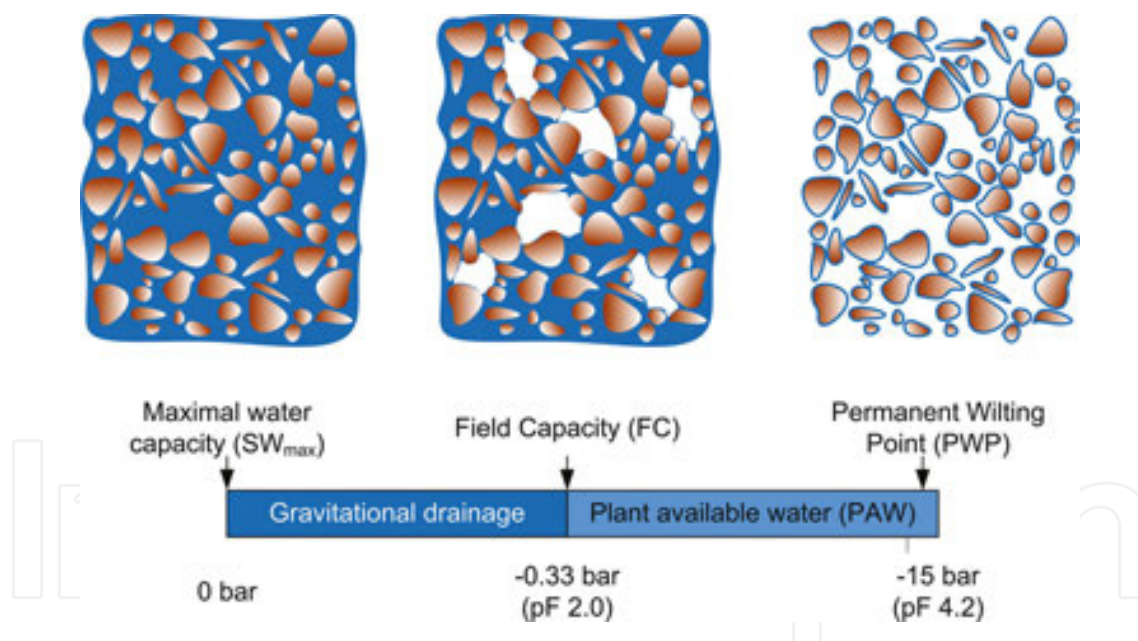 Maximal water
capacity (SWmax)
Field Capacity (FC)
Permanent Wilting
Point (PWP)
Gravitational drainage
Plant available water (PAW)
0 bar
-0.33 bar
(pF 2.0)
-15 bar
(pF 4.2)